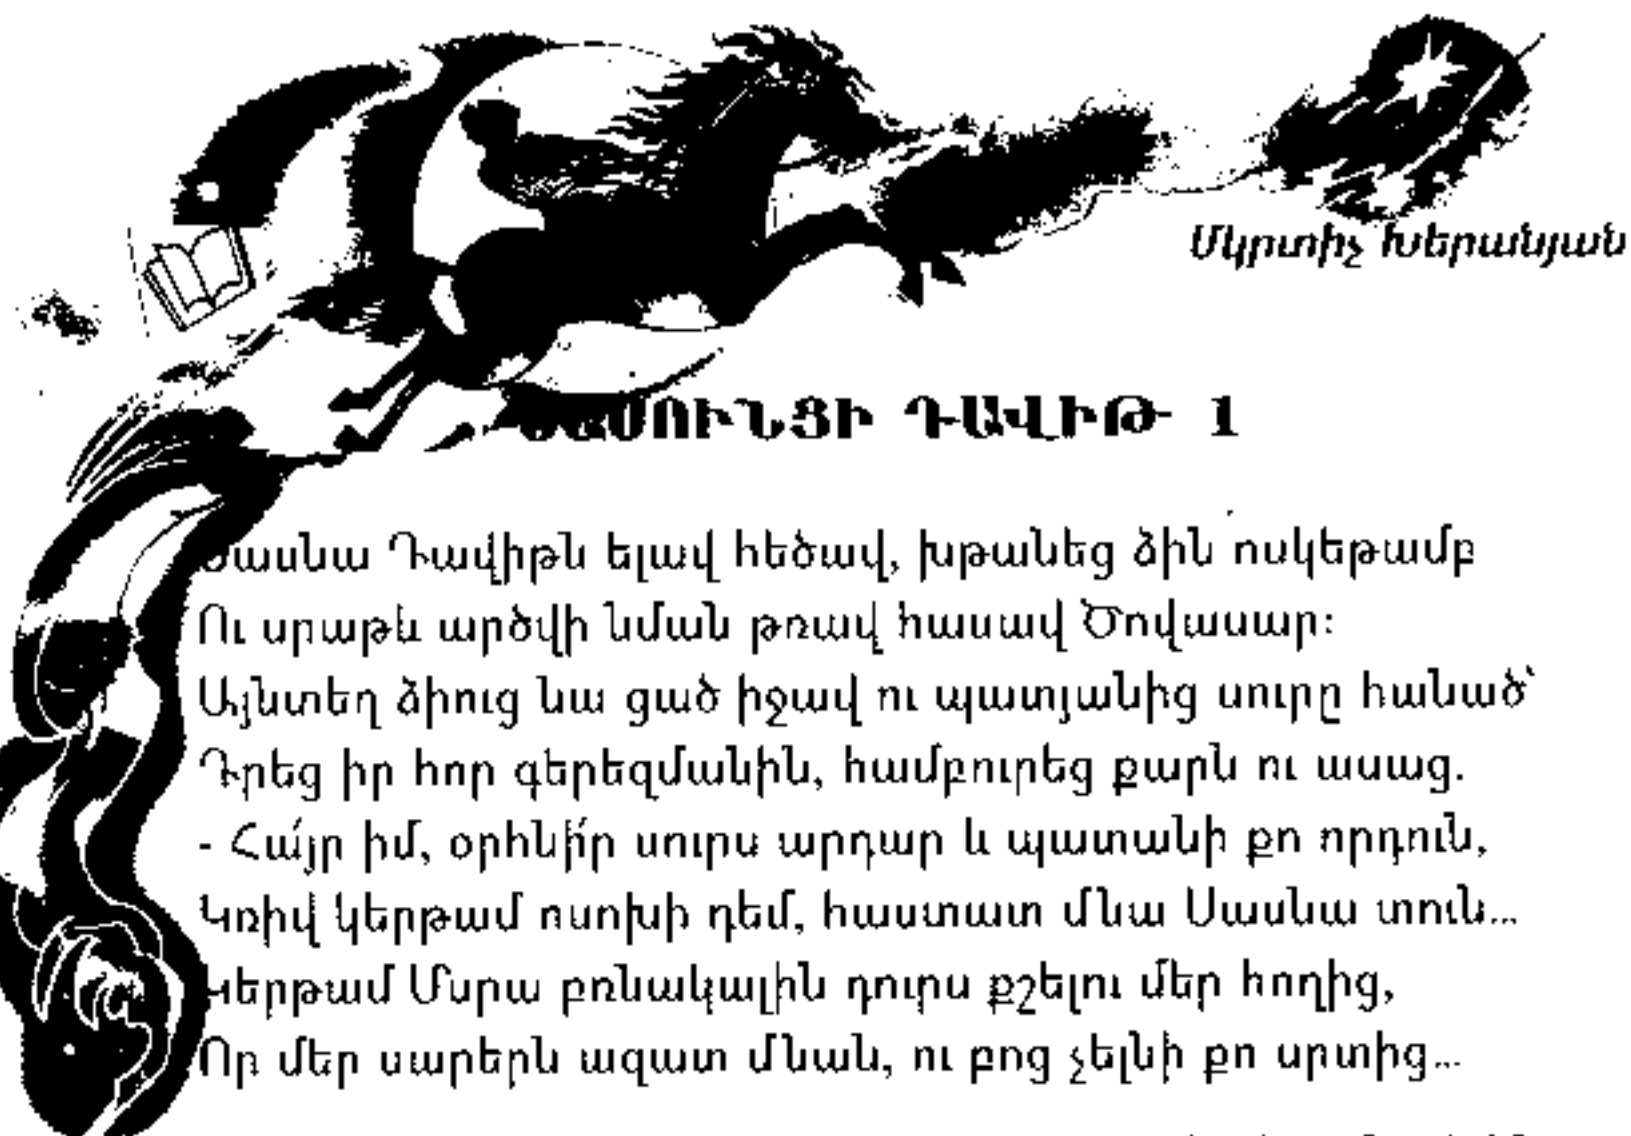 Մկրտիչ Խերանյան
ՍԱՍՈՒՆՑԻ ԴԱՎԻԹ- 1
Սասնա Դավիթն ելավ հեծավ, խթանեց ձին ոսկեթամբ
Ու սրաթև արծվի նման թռավ հասավ Ծովասար։
Այնտեղ ձիուց նա ցած իջավ ու պատյանից սուրը հանած՝
Դրեց իր հոր գերեզմանին, համբուրեց քարն ու ասաց.
- Հա՛յր իմ, օրհնի՛ր սուրս արդար և պատանի քո որդուն,
Կռիվ կերթամ ոսոխի դեմ, հաստատ մնա Սասնա տուն...
Կերթամ Մսրա բռնակալին դուրս քշելու մեր հողից,
Որ մեր սարերն ազատ մնան, ու բոց չելնի քո սրտից...